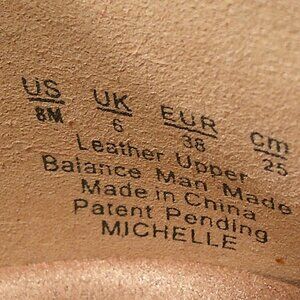 US UK EUR cm
8M 6 38 25
Leather Upper
Balance Man Made
Made in China
Patent Pending
MICHELLE